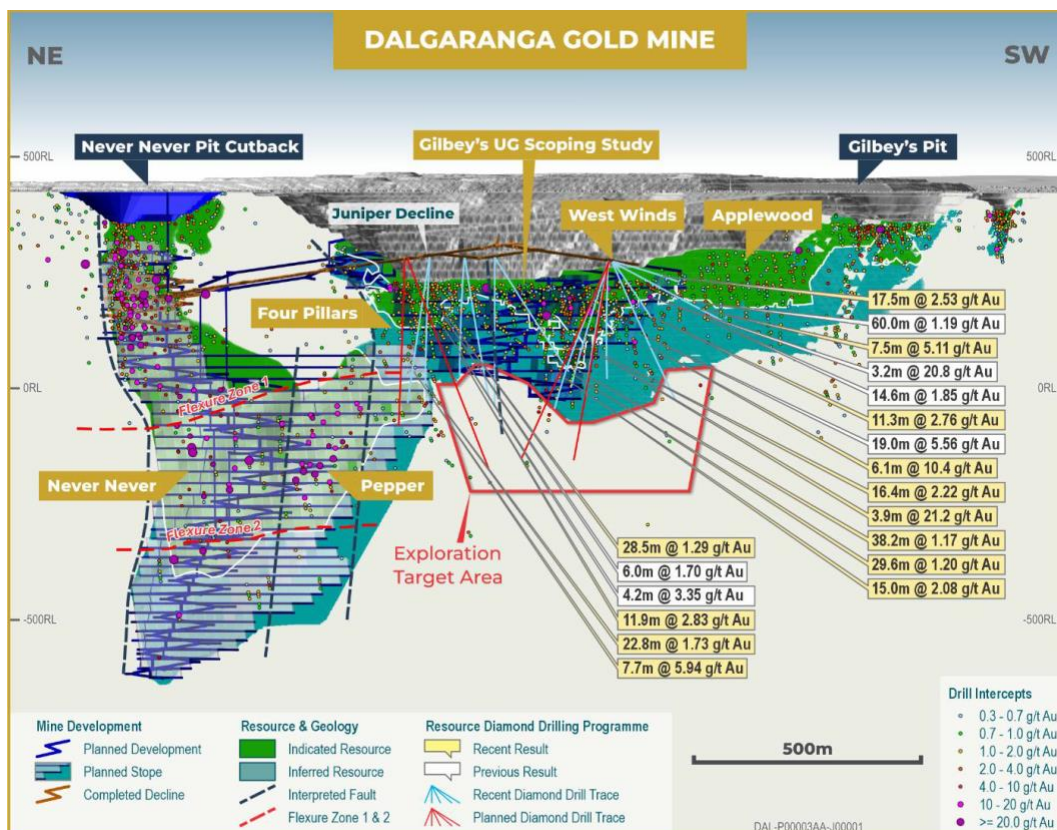 DALGARANGA GOLD MINE
NE
SW
Never Never Pit Cutback
Gilbey's UG Scoping Study
Gilbey's Pit
500RL
500RL
Juniper Decline
West Winds
Applewood
Four Pillars
17.5m @ 2.53 g/t Au
60.0m @ 1.19 g/t Au
7.5m @ 5.11 g/t Au
3.2m @ 20.8 g/t Au
14.6m @ 1.85 g/t Au
11.3m @ 2.76 g/t Au
19.0m @ 5.56 g/t Au
6.1m @ 10.4 g/t Au
16.4m @ 2.22 g/t Au
3.9m @ 21.2 g/t Au
38.2m @ 1.17 g/t Au
29.6m @ 1.20 g/t Au
15.0m @ 2.08 g/t Au
0RL
0RL
Flexure Zone 1
Never Never
Pepper
Flexure Zone 2
Exploration
Target Area
28.5m @ 1.29 g/t Au
6.0m @ 1.70 g/t Au
4.2m @ 3.35 g/t Au
11.9m @ 2.83 g/t Au
22.8m @ 1.73 g/t Au
7.7m @ 5.94 g/t Au
-500RL
-500RL
Mine Development
Planned Development
Planned Stope
Completed Decline
Resource & Geology
Indicated Resource
Inferred Resource
Interpreted Fault
Flexure Zone 1 & 2
Resource Diamond Drilling Programme
Recent Result
Previous Result
Recent Diamond Drill Trace
Planned Diamond Drill Trace
500m
DAL-P00003AA-J00001
Drill Intercepts
0.3 - 0.7 g/t Au
0.7 - 1.0 g/t Au
1.0 - 2.0 g/t Au
2.0 - 4.0 g/t Au
4.0 - 10 g/t Au
10 - 20 g/t Au
>= 20.0 g/t Au